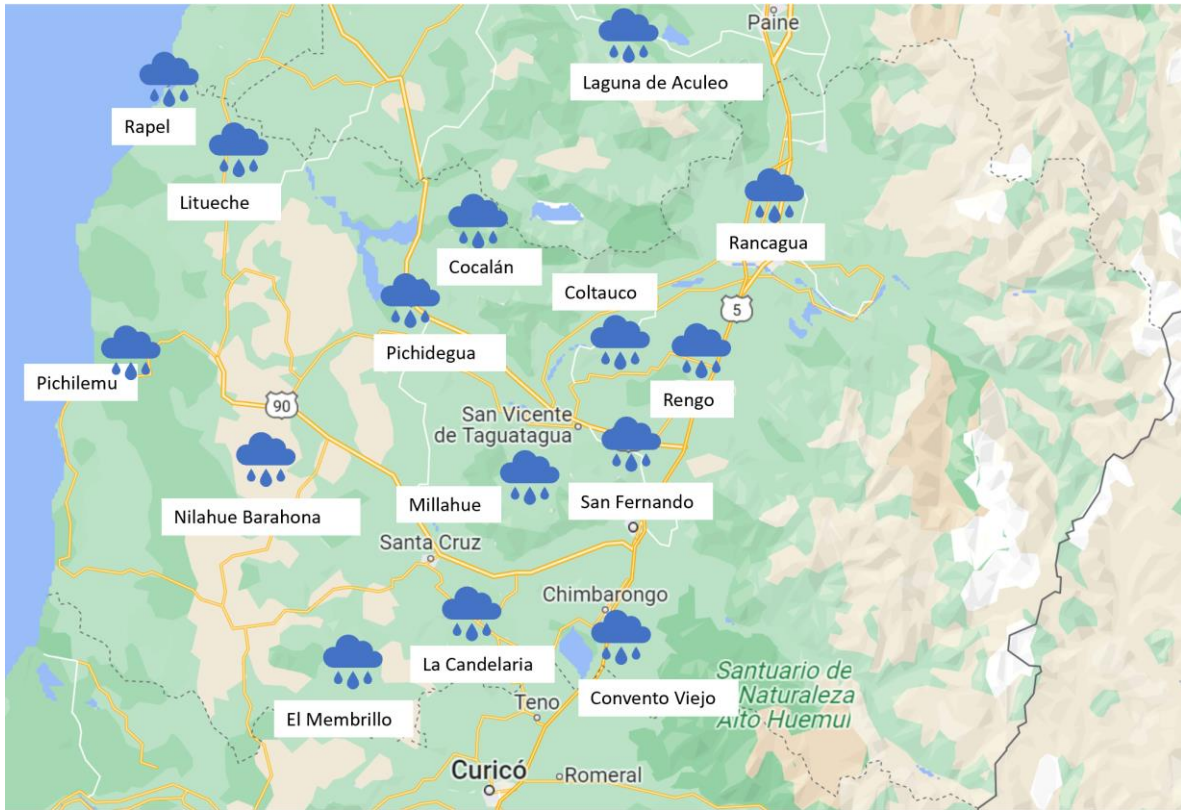 Paine
Laguna de Aculeo
Rapel
Litueche
Rancagua
Cocalán
Coltauco
5
Pichidegua
Pichilemu
Rengo
90
San Vicente
de Taguatagua
Millahue
San Fernando
Nilahue Barahona
Santa Cruz
Chimbarongo
La Candelaria
Santuario de
Naturaleza
Alto Huemul
Convento Viejo
El Membrillo
Teno
Curicó
Romeral